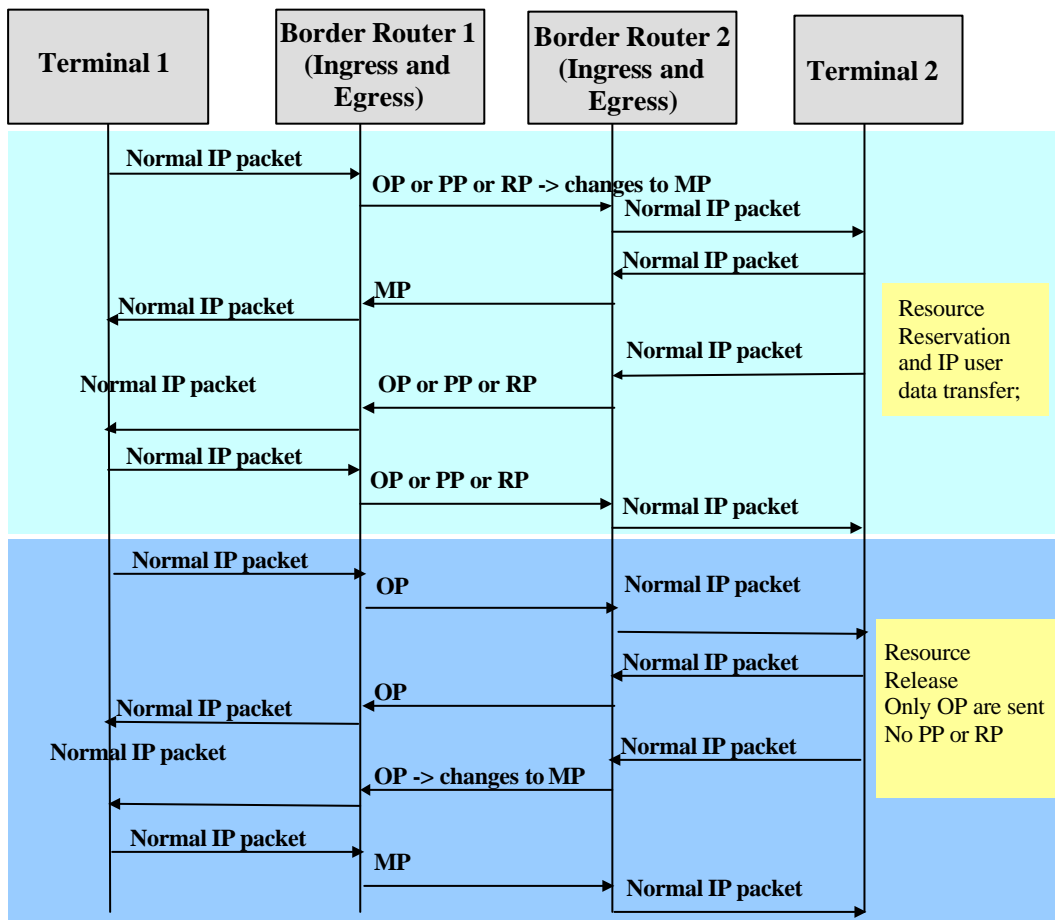 Terminal 1
Border Router 1
(Ingress and
Egress)
Border Router 2
(Ingress and
Egress)
Terminal 2
Normal IP packet
OP or PP or RP -> changes to MP
Normal IP packet
Normal IP packet
MP
Normal IP packet
Resource
Reservation
and IP user
data transfer;
Normal IP packet
Normal IP packet
OP or PP or RP
Normal IP packet
OP or PP or RP
Normal IP packet
Normal IP packet
OP
Normal IP packet
Resource
Release
Only OP are sent
No PP or RP
Normal IP packet
OP
Normal IP packet
Normal IP packet
Normal IP packet
OP -> changes to MP
Normal IP packet
MP
Normal IP packet